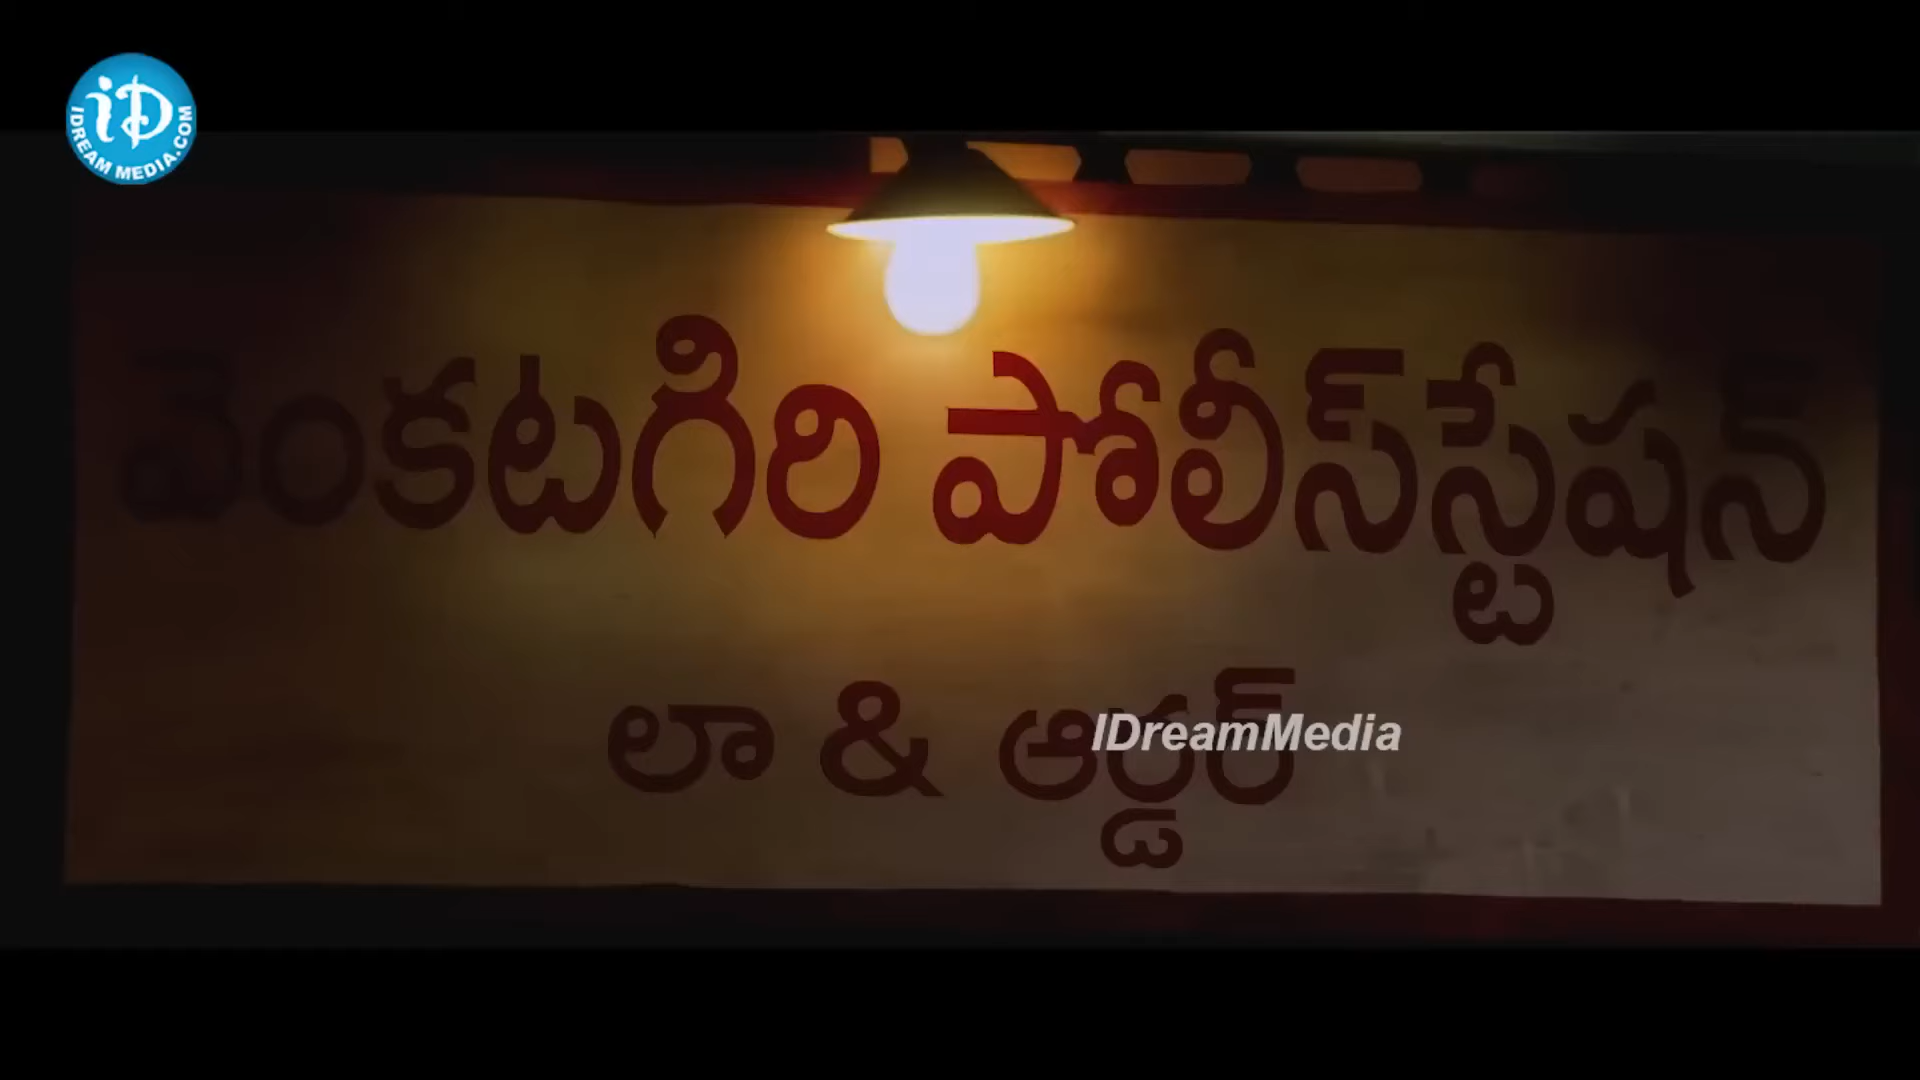 iD
IDREAM MEDIA.COM
వెంకటగిరి పోలీస్‌స్టేషన్
లా & ఆర్డర్
IDreamMedia